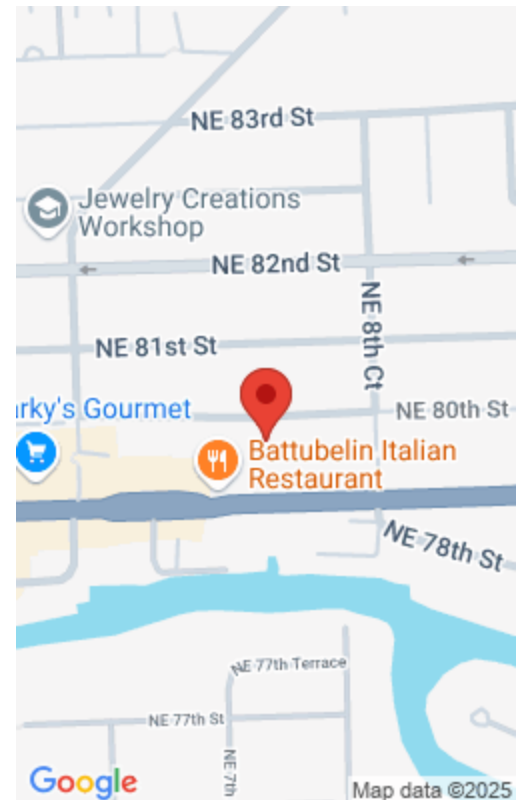 NE 83rd St
Jewelry Creations
Workshop
NE 82nd St
NE 8th Ct
NE 81st St
arky's Gourmet
NE 80th St
Battubelin Italian
Restaurant
NE 78th St
NE 77th Terrace
NE 77th St
NE 7th
Google
Map data ©2025